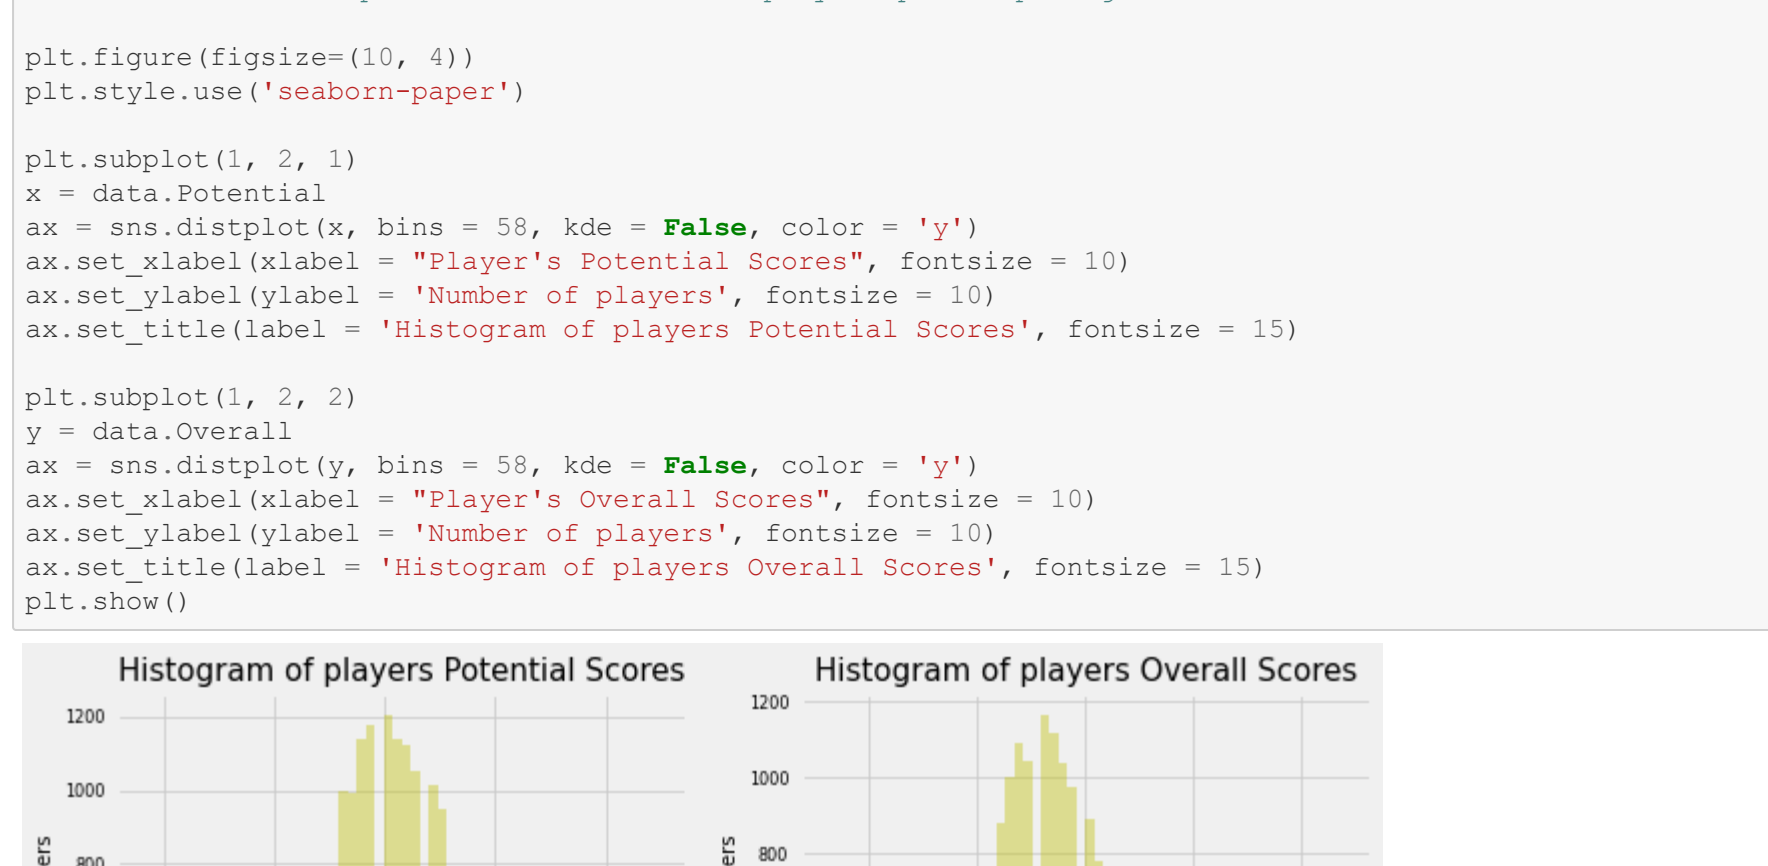 plt.figure(figsize=(10, 4))
plt.style.use('seaborn-paper')
plt.subplot(1, 2, 1)
x = data.Potential
ax = sns.distplot(x, bins = 58, kde = False, color = 'y')
ax.set_xlabel(xlabel = "Player's Potential Scores", fontsize = 10)
ax.set_ylabel(ylabel = 'Number of players', fontsize = 10)
ax.set_title(label = 'Histogram of players Potential Scores', fontsize = 15)
plt.subplot(1, 2, 2)
y = data.Overall
ax = sns.distplot(y, bins = 58, kde = False, color = 'y')
ax.set_xlabel(xlabel = "Player's Overall Scores", fontsize = 10)
ax.set_ylabel(ylabel = 'Number of players', fontsize = 10)
ax.set_title(label = 'Histogram of players Overall Scores', fontsize = 15)
plt.show()
Histogram of players Potential Scores
1200
1000
800
Histogram of players Overall Scores
1200
1000
800